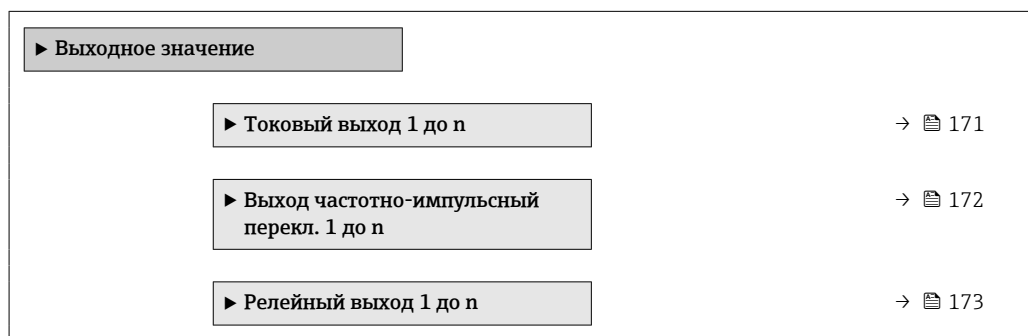 ▶ Выходное значение
▶ Токовый выход 1 до n → 171
▶ Выход частотно-импульсный
перекл. 1 до n → 172
▶ Релейный выход 1 до n → 173